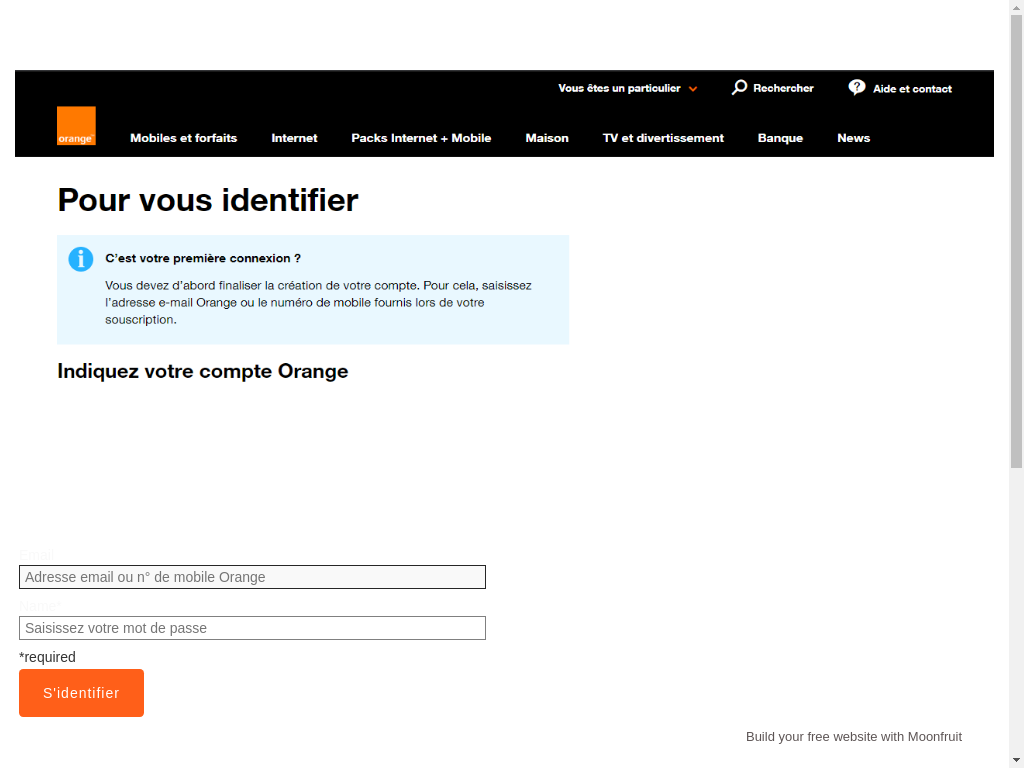 Vous êtes un particulier Rechercher Aide et contact
orange
Mobiles et forfaits Internet Packs Internet + Mobile Maison TV et divertissement Banque News
Pour vous identifier
C'est votre première connexion ?
Vous devez d'abord finaliser la création de votre compte. Pour cela, saisissez
l'adresse e-mail Orange ou le numéro de mobile fournis lors de votre
souscription.
Indiquez votre compte Orange
Adresse email ou n° de mobile Orange
Saisissez votre mot de passe
*required
S'identifier
Build your free website with Moonfruit